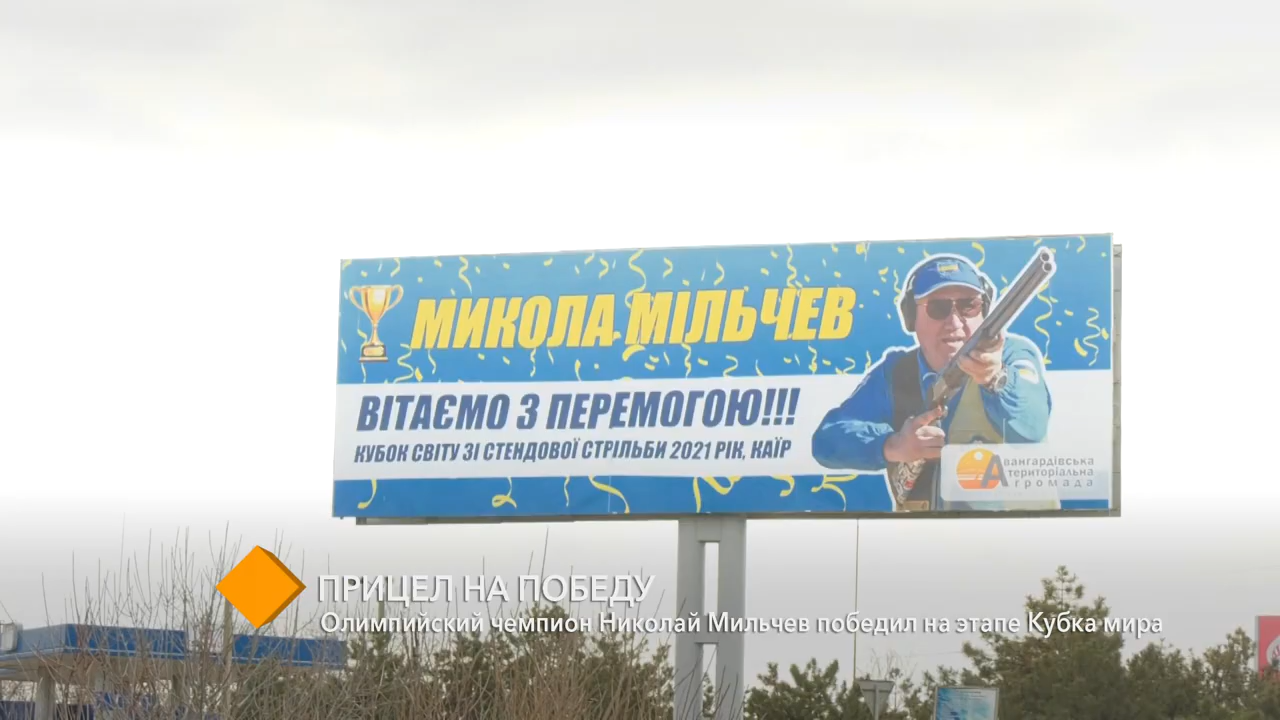 МИКОЛА МІЛЬЧЕВ
ВІТАЄМО З ПЕРЕМОГОЮ!!!
КУБОК СВІТУ ЗІ СТЕНДОВОЇ СТРІЛЬБИ 2021 РІК, КАЇР
Авангардівська
територіальна
громада
ПРИЦЕЛ НА ПОБЕДУ
Олимпийский чемпион Николай Мильчев победил на этапе Кубка мира